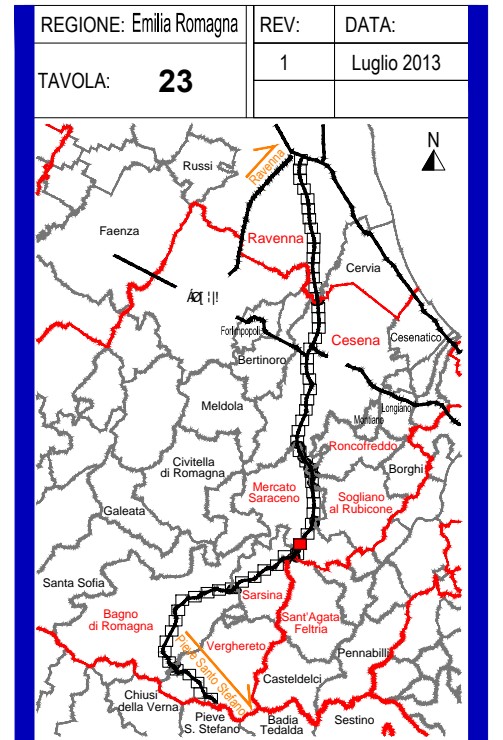 REGIONE: Emilia Romagna
REV:
DATA:
TAVOLA: 23
1
Luglio 2013
N
Russi
Ravenna
Faenza
Ravenna
Cervia
Forlimpopoli
Cesena
Cesenatico
Bertinoro
Meldola
Longiano
Montiano
Roncofreddo
Civitella
di Romagna
Borghi
Mercato
Saraceno
Sogliano
al Rubicone
Galeata
Santa Sofia
Sarsina
Bagno
di Romagna
Sant'Agata
Feltria
Verghereto
Pieve Santo Stefano
Pennabilli
Casteldelci
Chiusi
della Verna
Pieve
S. Stefano
Badia
Tedalda
Sestino